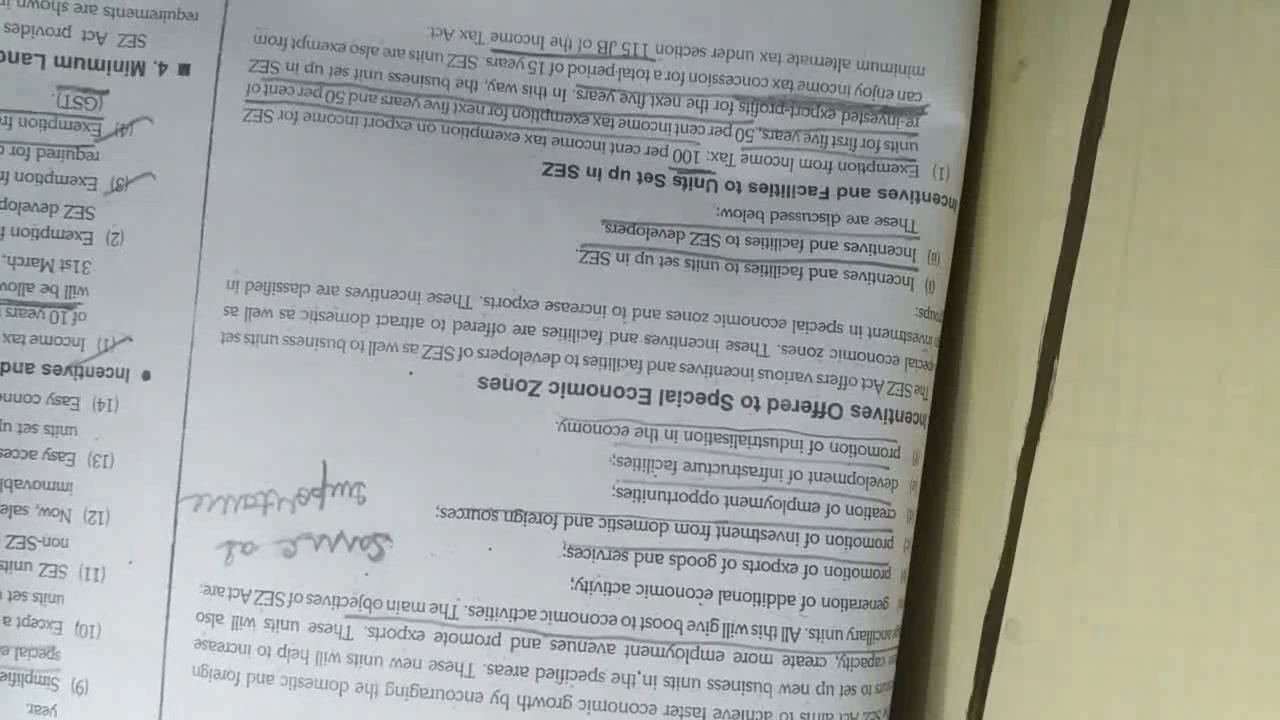 SEZ Act aims to achieve faster economic growth by encouraging the domestic and foreign
to set up new business units in the specified areas. These new units will help to increase
capacity, create more employment avenues and promote exports. These units will also
ancillary units. All this will give boost to economic activities. The main objectives of SEZ Act are:
generation of additional economic activity;
promotion of exports of goods and services;
promotion of investment from domestic and foreign sources;
creation of employment opportunities;
development of infrastructure facilities;
promotion of industrialisation in the economy.
Same as
importance
Incentives Offered to Special Economic Zones
The SEZ Act offers various incentives and facilities to developers of SEZ as well to business units set
special economic zones. These incentives and facilities are offered to attract domestic as well as
investment in special economic zones and to increase exports. These incentives are classified in
groups:
(i) Incentives and facilities to units set up in SEZ.
(ii) Incentives and facilities to SEZ developers.
These are discussed below:
Incentives and Facilities to Units Set up in SEZ
(1) Exemption from Income Tax: 100 per cent income tax exemption on export income for SEZ
units for first five years, 50 per cent income tax exemption for next five years and 50 per cent of
re-invested export-profits for the next five years. In this way, the business unit set up in SEZ
can enjoy income tax concession for a total period of 15 years. SEZ units are also exempt from
minimum alternate tax under section 115 JB of the Income Tax Act.
year.
(9)
special
(10) Except a
units set
(11) SEZ units
non-SEZ
(12) Now, sale
(13) Easy
units set
(14) Easy
● Incentives and
(1) Income tax
of 10 years
will be
31st March,
(2) Exemption
SEZ
(3) Exemption
required for
(4) Exemption
(GST).
■ 4. Minimum
SEZ Act provides
requirements are shown